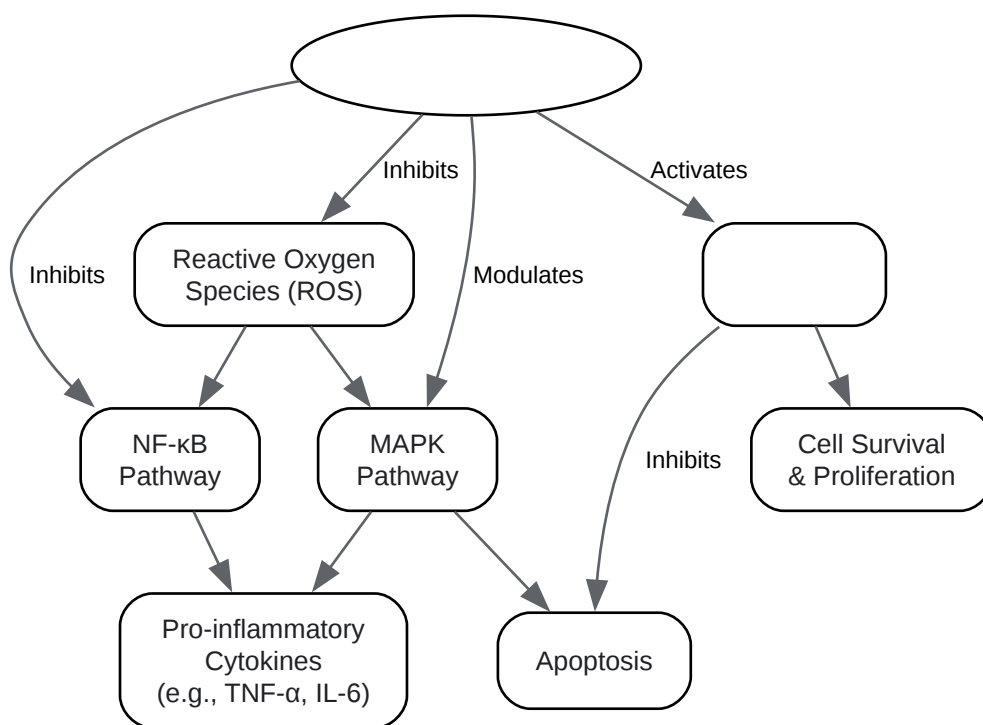 Inhibits
Activates
Reactive Oxygen
Species (ROS)
Inhibits
Modulates
NF-κB
Pathway
MAPK
Pathway
Inhibits
Cell Survival
& Proliferation
Pro-inflammatory
Cytokines
(e.g., TNF-α, IL-6)
Apoptosis